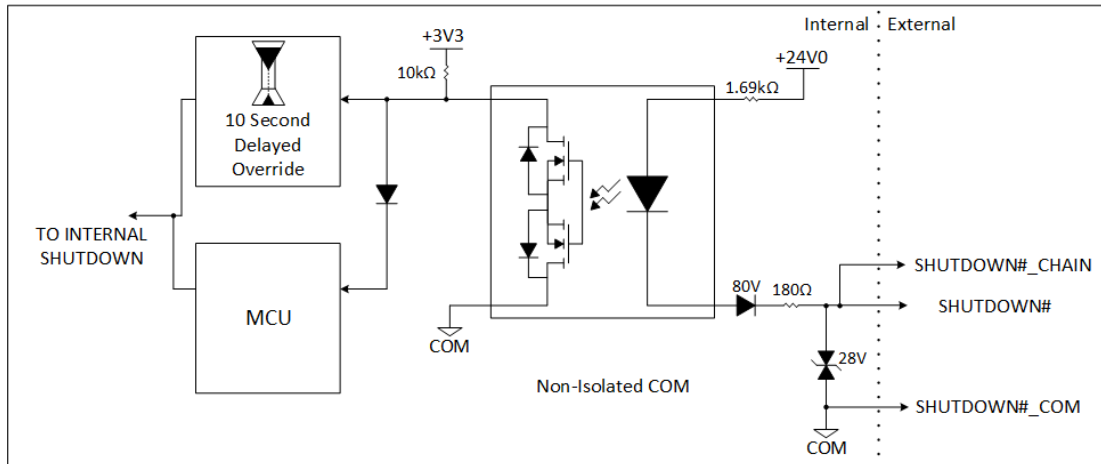 Internal
External
+3V3
+24V0
10kΩ
1.69kΩ
10 Second
Delayed
Override
TO INTERNAL
SHUTDOWN
SHUTDOWN#_CHAIN
80V
180Ω
SHUTDOWN#
MCU
COM
28V
Non-Isolated COM
SHUTDOWN#_COM
COM